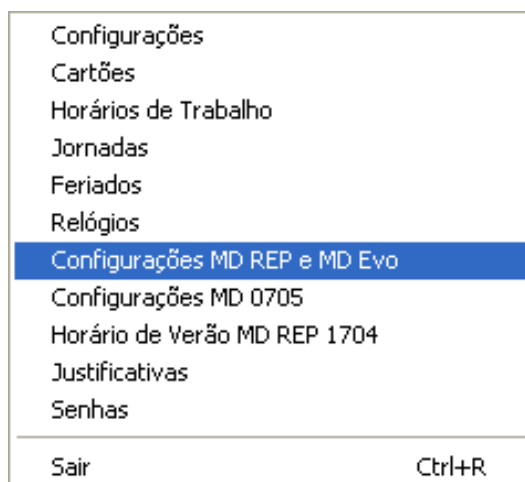 Configurações
Cartões
Horários de Trabalho
Jornadas
Feriados
Relógios
Configurações MD REP e MD Evo
Configurações MD 0705
Horário de Verão MD REP 1704
Justificativas
Senhas
Sair Ctrl+R